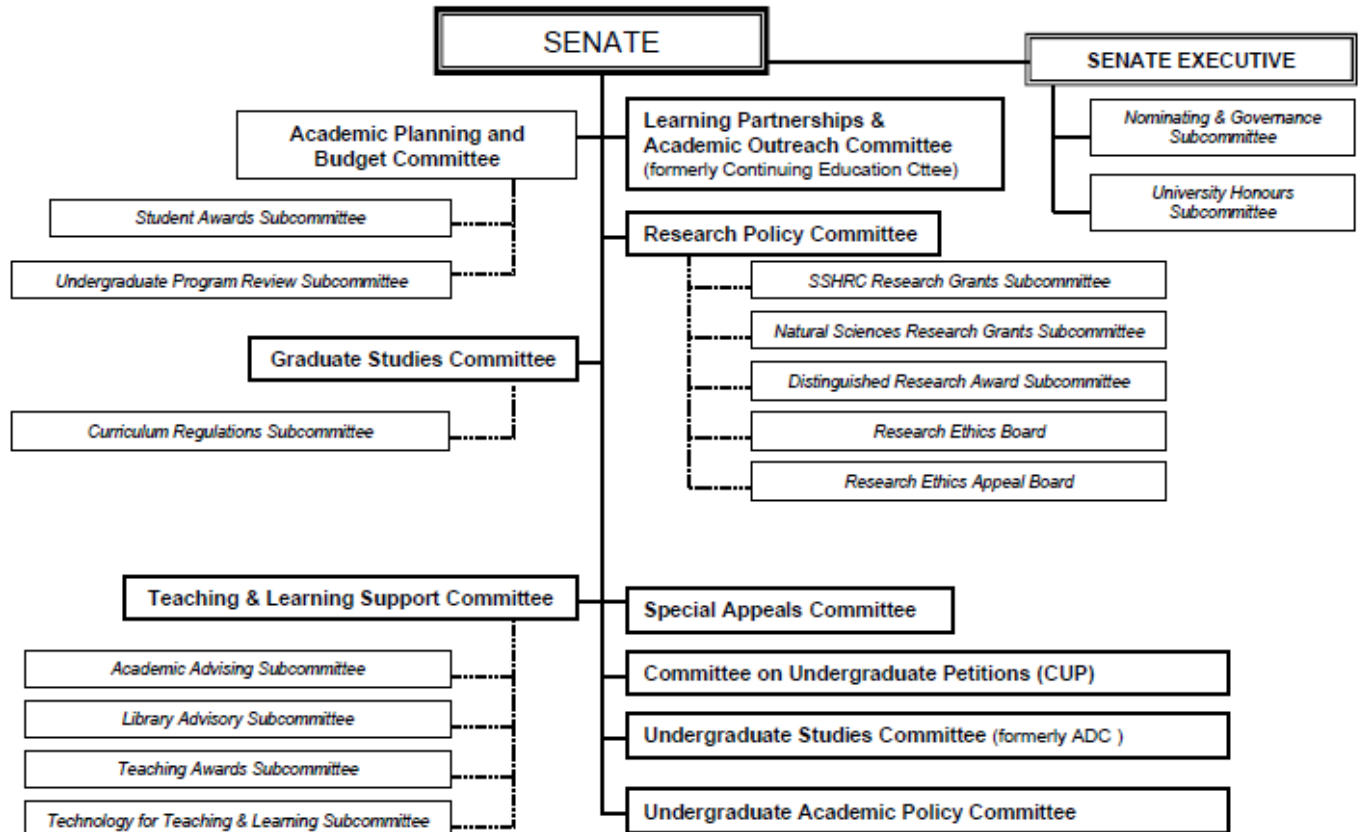 SENATE
SENATE EXECUTIVE
Nominating & Governance
Subcommittee
University Honours
Subcommittee
Academic Planning and
Budget Committee
Student Awards Subcommittee
Undergraduate Program Review Subcommittee
Learning Partnerships &
Academic Outreach Committee
(formerly Continuing Education Cttee)
Research Policy Committee
SSHRC Research Grants Subcommittee
Natural Sciences Research Grants Subcommittee
Distinguished Research Award Subcommittee
Research Ethics Board
Research Ethics Appeal Board
Graduate Studies Committee
Curriculum Regulations Subcommittee
Teaching & Learning Support Committee
Academic Advising Subcommittee
Library Advisory Subcommittee
Teaching Awards Subcommittee
Technology for Teaching & Learning Subcommittee
Special Appeals Committee
Committee on Undergraduate Petitions (CUP)
Undergraduate Studies Committee (formerly ADC )
Undergraduate Academic Policy Committee